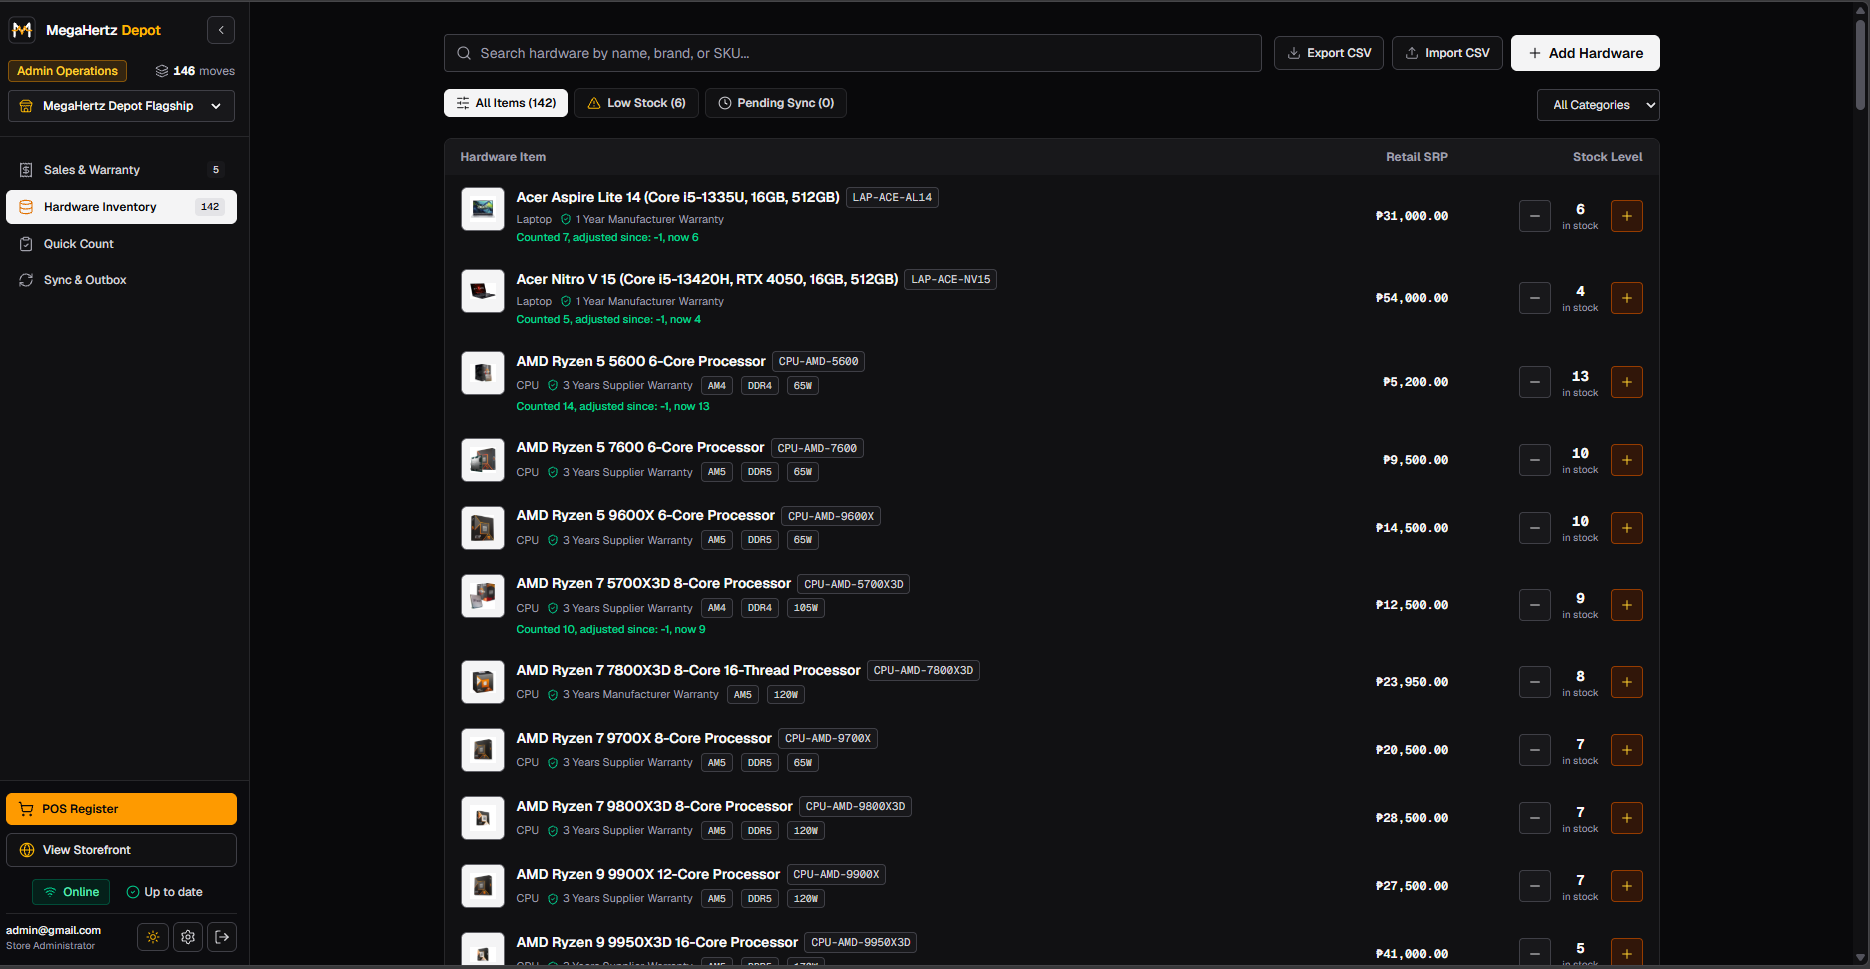 MegaHertz Depot
Admin Operations
146 moves
MegaHertz Depot Flagship
Sales & Warranty 5
Hardware Inventory 142
Quick Count
Sync & Outbox
POS Register
View Storefront
Online
Up to date
admin@gmail.com
Store Administrator
Search hardware by name, brand, or SKU...
Export CSV
Import CSV
Add Hardware
All Items (142)
Low Stock (6)
Pending Sync (0)
All Categories
Hardware Item Retail SRP Stock Level
Acer Aspire Lite 14 (Core i5-1335U, 16GB, 512GB) LAP-ACE-AL14
Laptop 1 Year Manufacturer Warranty
Counted 7, adjusted since: -1, now 6
₱31,000.00
6
in stock
Acer Nitro V 15 (Core i5-13420H, RTX 4050, 16GB, 512GB) LAP-ACE-NV15
Laptop 1 Year Manufacturer Warranty
Counted 5, adjusted since: -1, now 4
₱54,000.00
4
in stock
AMD Ryzen 5 5600 6-Core Processor CPU-AMD-5600
CPU 3 Years Supplier Warranty AM4 DDR4 65W
Counted 14, adjusted since: -1, now 13
₱5,200.00
13
in stock
AMD Ryzen 5 7600 6-Core Processor CPU-AMD-7600
CPU 3 Years Supplier Warranty AM5 DDR5 65W
₱9,500.00
10
in stock
AMD Ryzen 5 9600X 6-Core Processor CPU-AMD-9600X
CPU 3 Years Supplier Warranty AM5 DDR5 65W
₱14,500.00
10
in stock
AMD Ryzen 7 5700X3D 8-Core Processor CPU-AMD-5700X3D
CPU 3 Years Supplier Warranty AM4 DDR4 105W
Counted 10, adjusted since: -1, now 9
₱12,500.00
9
in stock
AMD Ryzen 7 7800X3D 8-Core 16-Thread Processor CPU-AMD-7800X3D
CPU 3 Years Manufacturer Warranty AM5 120W
₱23,950.00
8
in stock
AMD Ryzen 7 9700X 8-Core Processor CPU-AMD-9700X
CPU 3 Years Supplier Warranty AM5 DDR5 65W
₱20,500.00
7
in stock
AMD Ryzen 7 9800X3D 8-Core Processor CPU-AMD-9800X3D
CPU 3 Years Supplier Warranty AM5 DDR5 120W
₱28,500.00
7
in stock
AMD Ryzen 9 9900X 12-Core Processor CPU-AMD-9900X
CPU 3 Years Supplier Warranty AM5 DDR5 120W
₱27,500.00
7
in stock
AMD Ryzen 9 9950X3D 16-Core Processor CPU-AMD-9950X3D
₱41,000.00
5
in stock